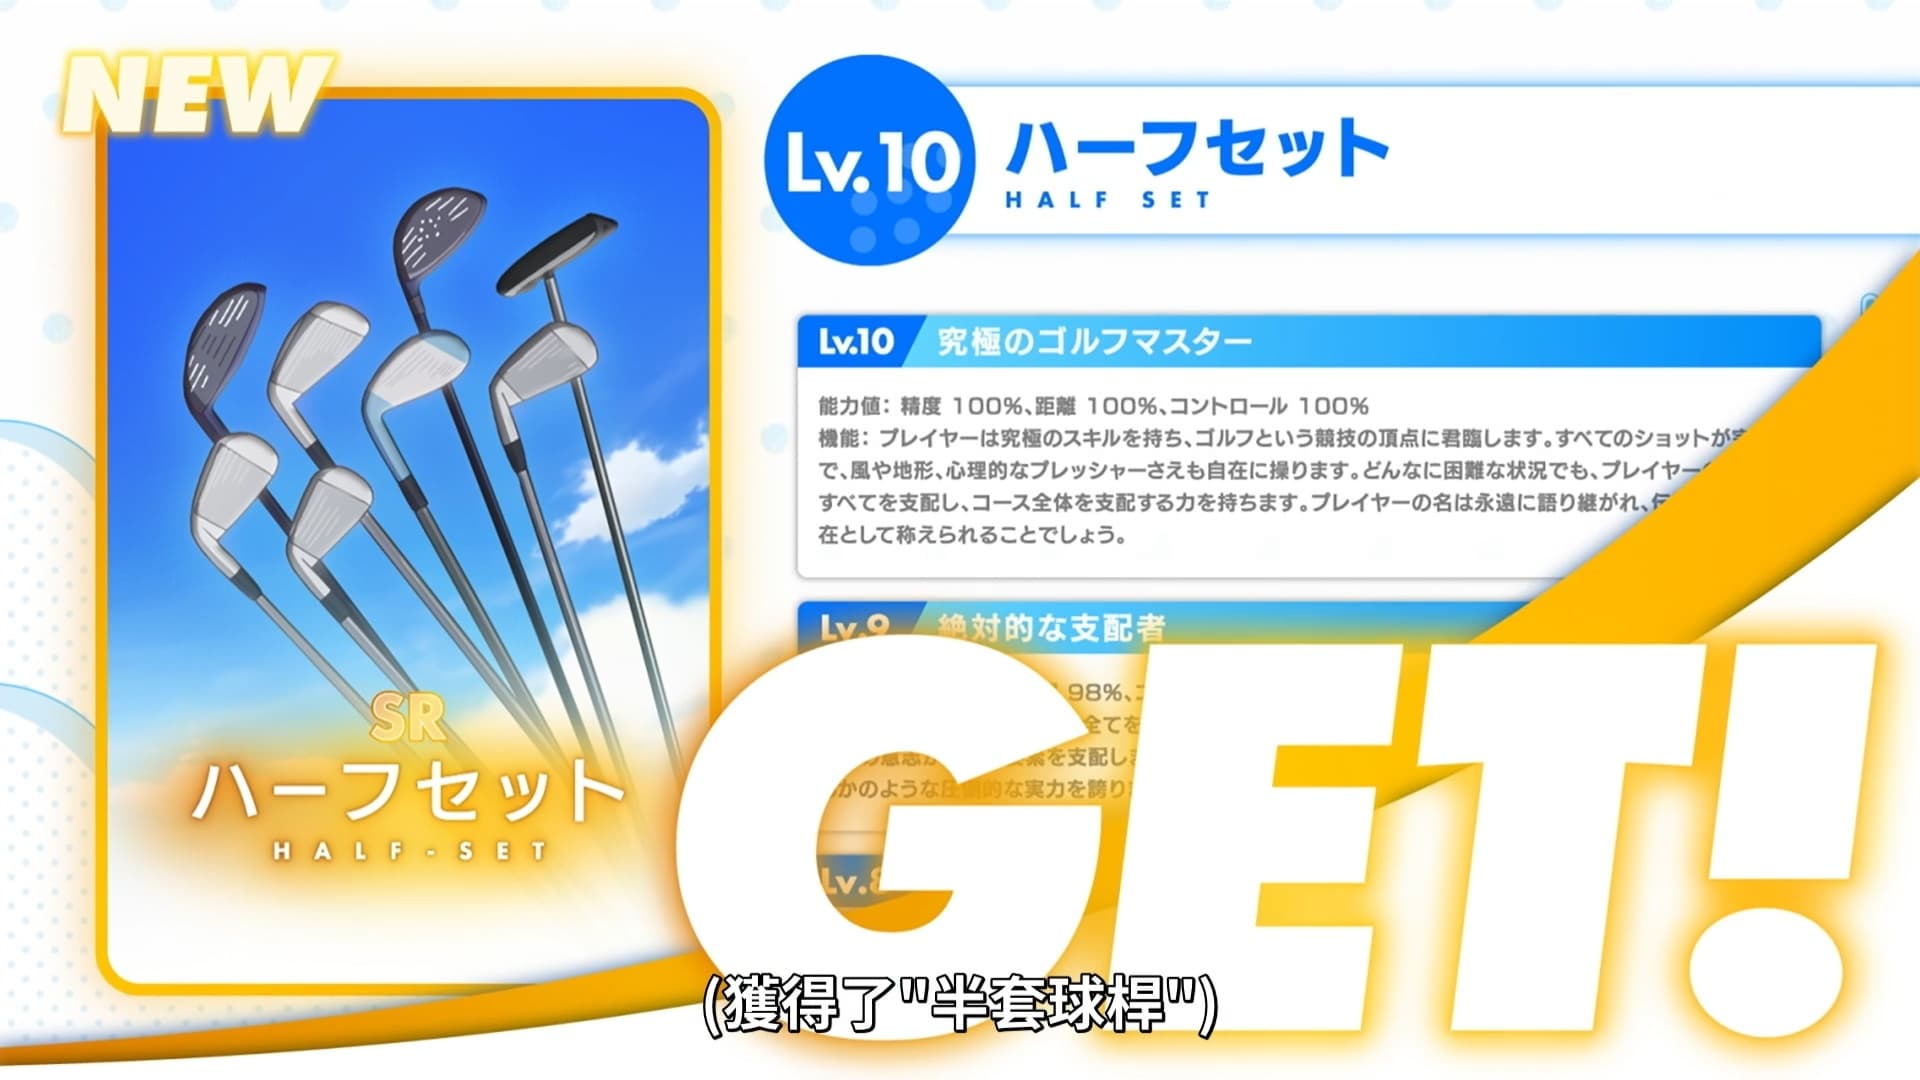 NEW
SR
ハーフセット
HALF-SET
Lv.10
ハーフセット
HALF SET
Lv.10 究極のゴルフマスター
能力値： 精度 100%、距離 100%、コントロール 100%
機能： プレイヤーは究極のスキルを持ち、ゴルフという競技の頂点に君臨します。すべてのショットが
で、風や地形、心理的なプレッシャーさえも自在に操ります。どんなに困難な状況でも、プレイヤー
すべてを支配し、コース全体を支配する力を持ちます。プレイヤーの名は永遠に語り継がれ、
在として称えられることでしょう。
Lv.9 絶対的な支配者
98%、
全てを
を支配し
かのような圧倒的な実力を誇り
Lv.8
GET!
(獲得了"半套球桿")